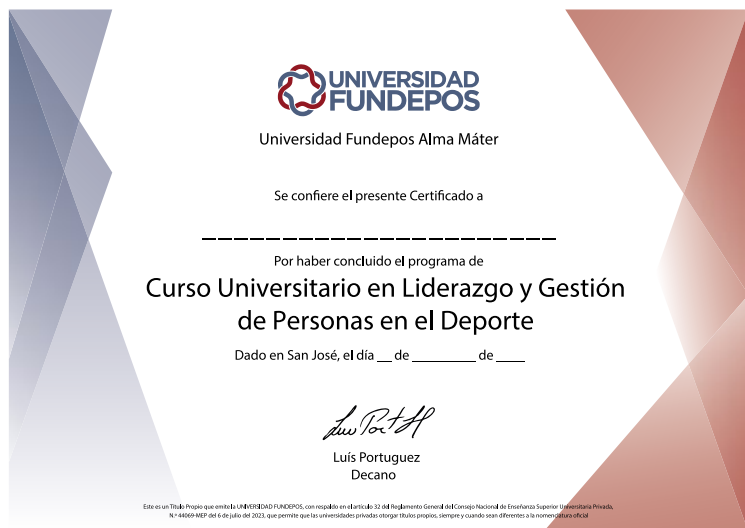 UNIVERSIDAD
FUNDEPOS
Universidad Fundepos Alma Máter
Se confiere el presente Certificado a
Por haber concluido el programa de
Curso Universitario en Liderazgo y Gestión
de Personas en el Deporte
Dado en San José, el día __ de ________ de ____
Luís Portuguez
Decano
Este es un Título Propio que emite la UNIVERSIDAD FUNDEPOS, con respaldo en el artículo 32 del Reglamento General del Consejo Nacional de Enseñanza Superior Universitaria Privada,
N.º 44069-MEP del 6 de julio del 2023, que permite que las universidades privadas otorgar títulos propios, siempre y cuando sean diferentes a la nomenclatura oficial